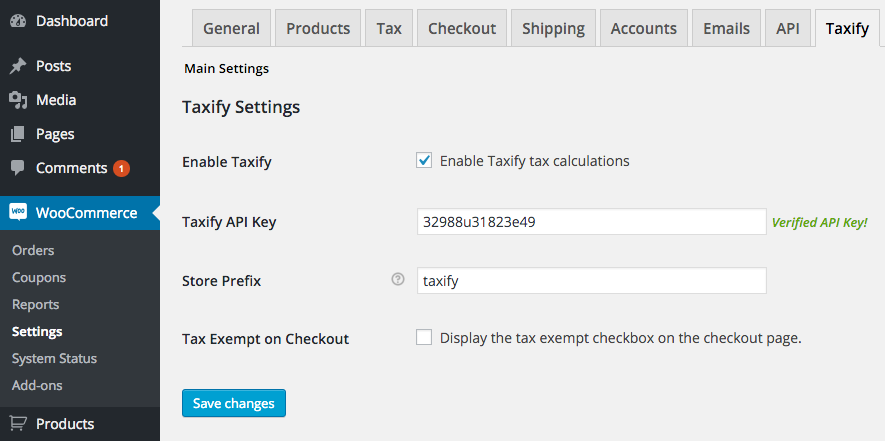 Dashboard
Posts
Media
Pages
Comments 1
Woo WooCommerce
Orders
Coupons
Reports
Settings
System Status
Add-ons
Products
General Products Tax Checkout Shipping Accounts Emails API Taxify
Main Settings
Taxify Settings
Enable Taxify Enable Taxify tax calculations
Taxify API Key 32988u31823e49 Verified API Key!
Store Prefix ? taxify
Tax Exempt on Checkout Display the tax exempt checkbox on the checkout page.
Save changes